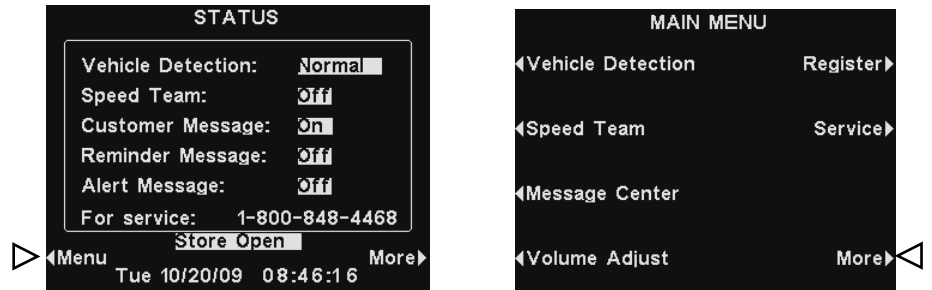 STATUS
Vehicle Detection: Normal
Speed Team: Off
Customer Message: On
Reminder Message: Off
Alert Message: Off
For service: 1-800-848-4468
Store Open
Menu More
Tue 10/20/09 08:46:16
MAIN MENU
Vehicle Detection Register
Speed Team Service
Message Center
Volume Adjust More